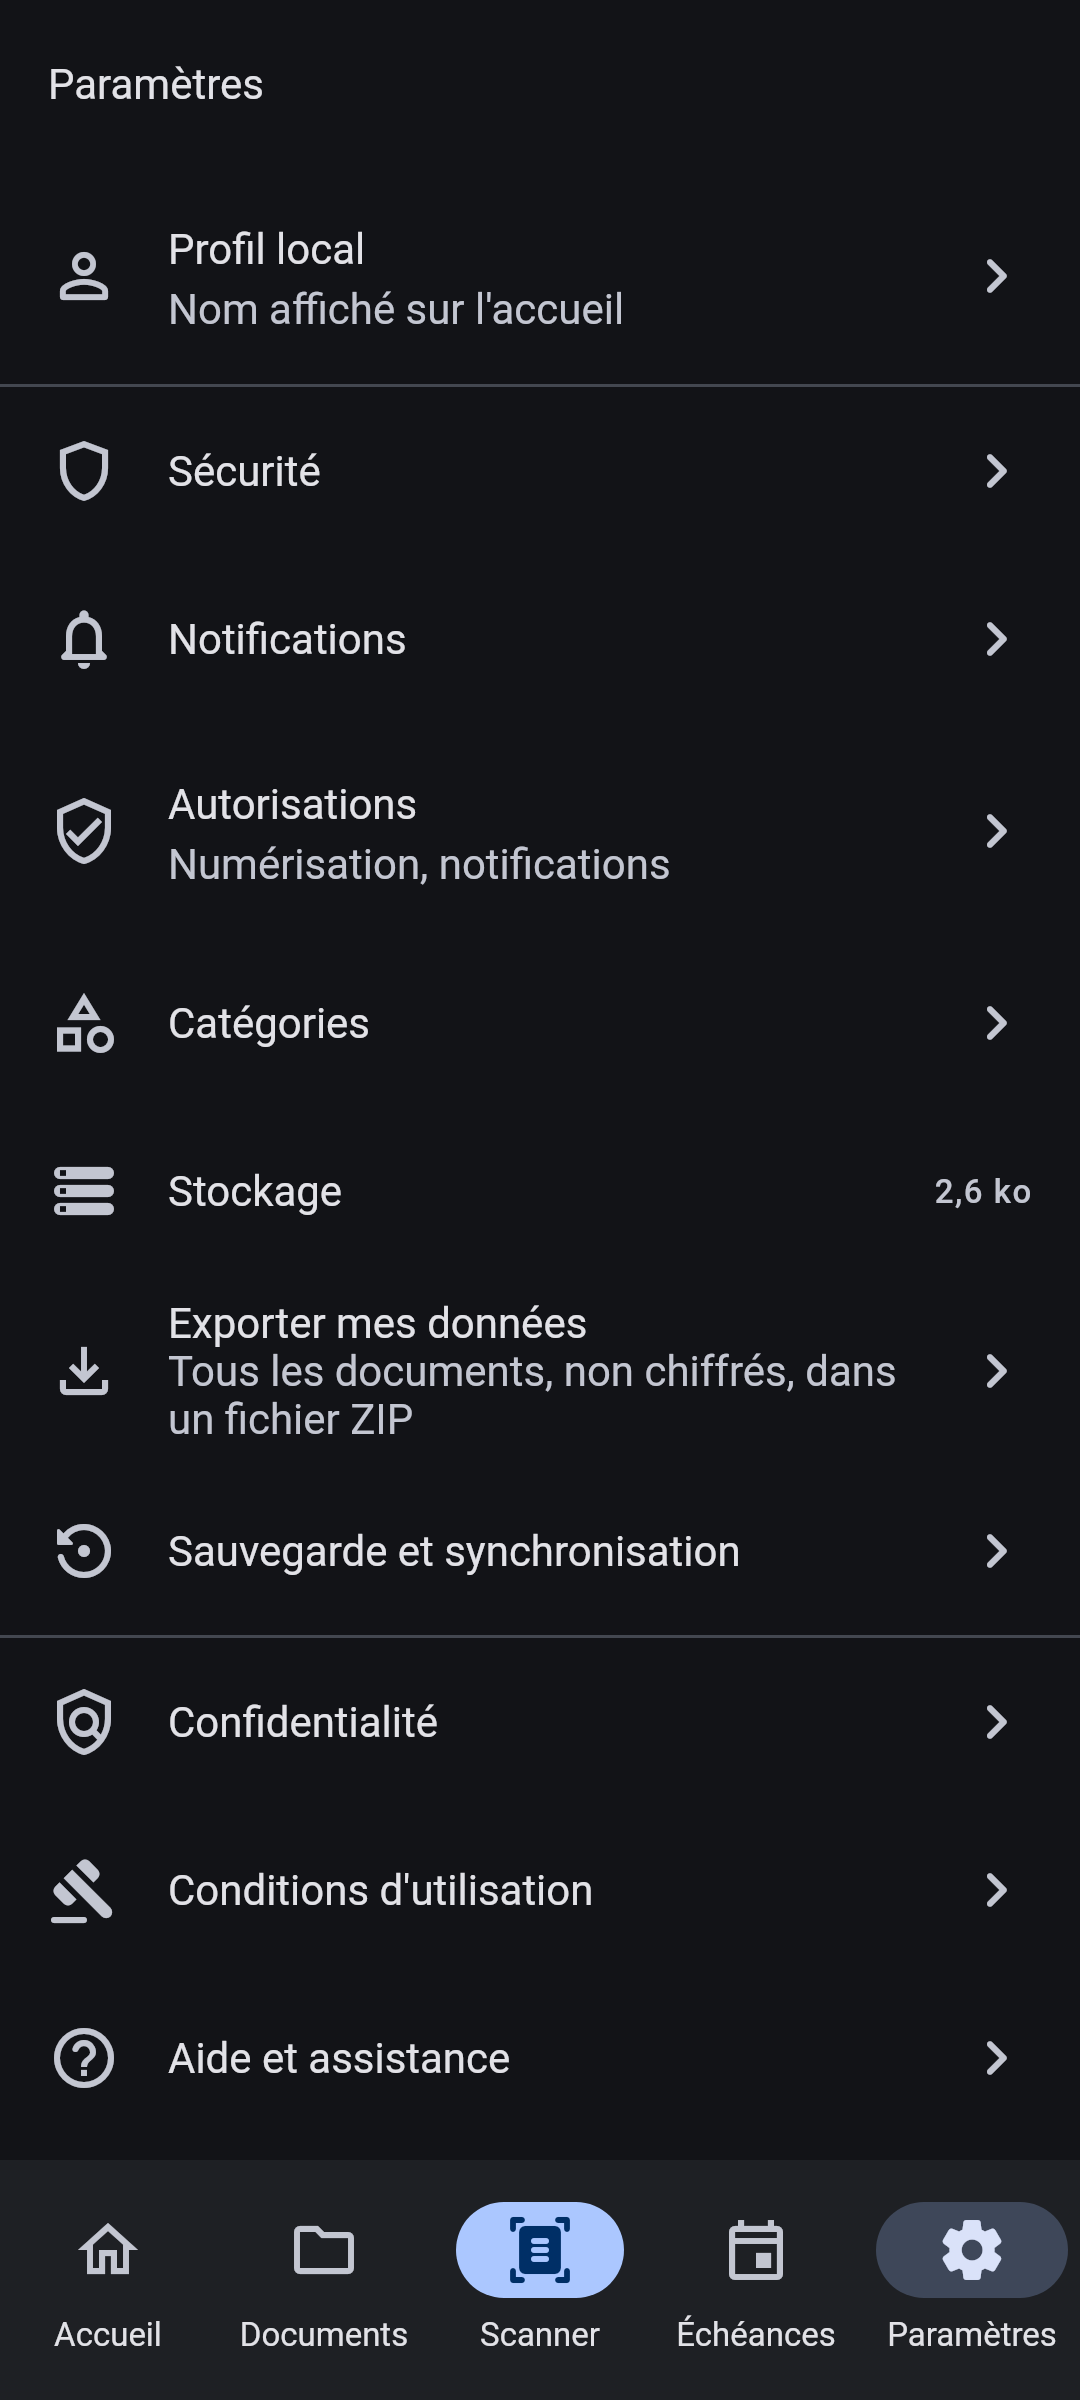 Paramètres
Profil local
Nom affiché sur l'accueil
Sécurité
Notifications
Autorisations
Numérisation, notifications
Catégories
Stockage
2,6 ko
Exporter mes données
Tous les documents, non chiffrés, dans
un fichier ZIP
Sauvegarde et synchronisation
Confidentialité
Conditions d'utilisation
Aide et assistance
Accueil
Documents
Scanner
Échéances
Paramètres